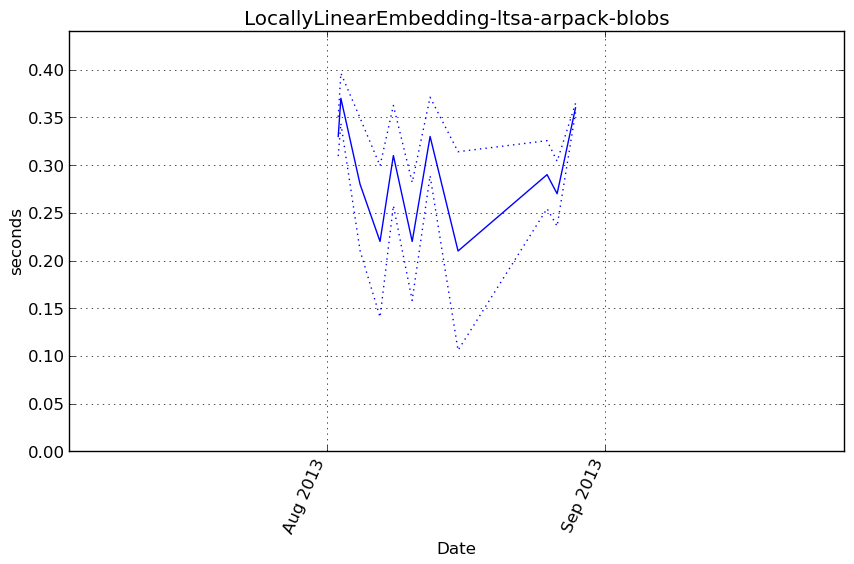 LocallyLinearEmbedding-ltsa-arpack-blobs
0.40
0.35
0.30
0.25
0.20
0.15
0.10
0.05
0.00
seconds
Aug 2013
Sep 2013
Date